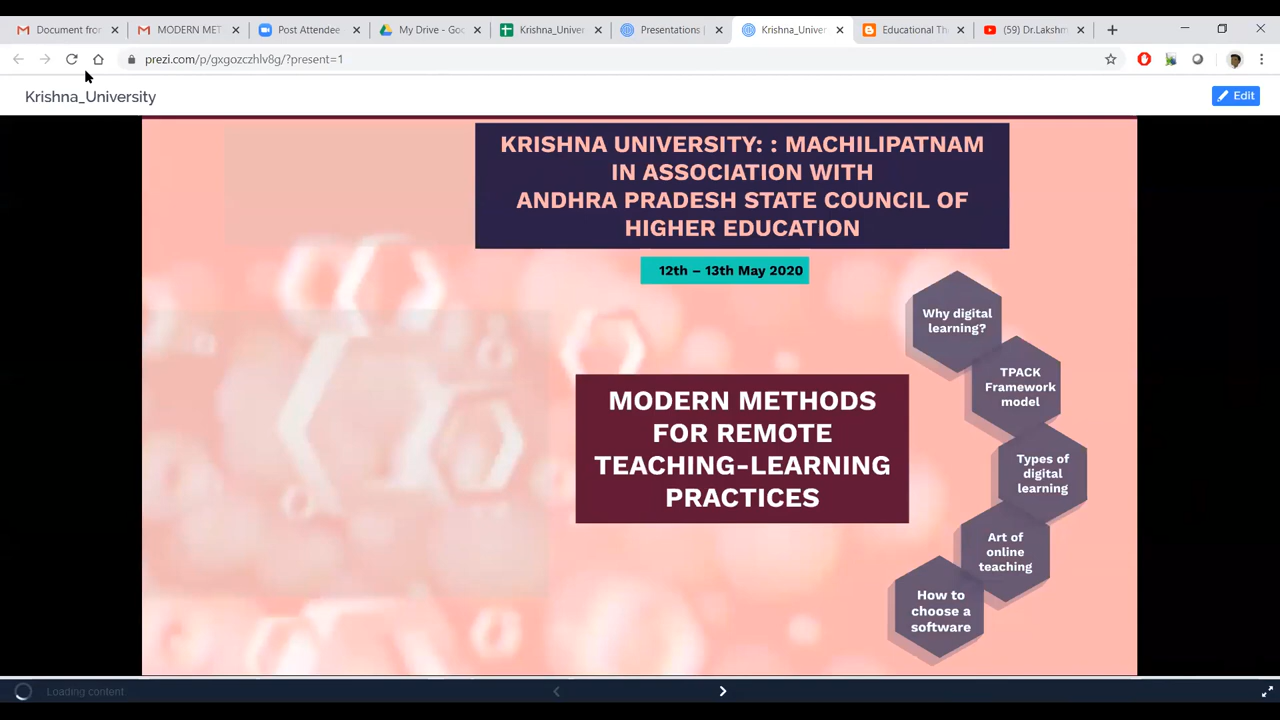 Document fror
MODERN MET
Post Attendee
My Drive - Goo
Krishna_Univer
Presentations |
Krishna_Univer
Educational Th
(59) Dr.Lakshm
prezi.com/p/gxgozczhlv8g/?present=1
Krishna_University
Edit
KRISHNA UNIVERSITY: : MACHILIPATNAM
IN ASSOCIATION WITH
ANDHRA PRADESH STATE COUNCIL OF
HIGHER EDUCATION
12th – 13th May 2020
MODERN METHODS
FOR REMOTE
TEACHING-LEARNING
PRACTICES
Why digital
learning?
TPACK
Framework
model
Types of
digital
learning
Art of
online
teaching
How to
choose a
software
Loading content